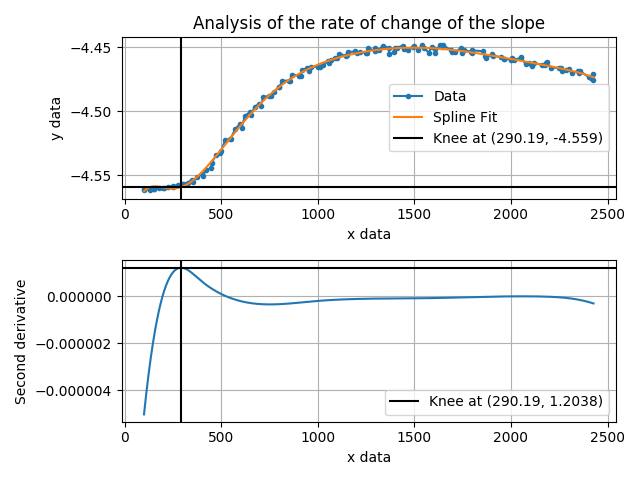 Analysis of the rate of change of the slope
−4.45
−4.50
−4.55
y data
Data
Spline Fit
Knee at (290.19, -4.559)
0 500 1000 1500 2000 2500
x data
0.000000
−0.000002
−0.000004
Second derivative
Knee at (290.19, 1.2038)
0 500 1000 1500 2000 2500
x data